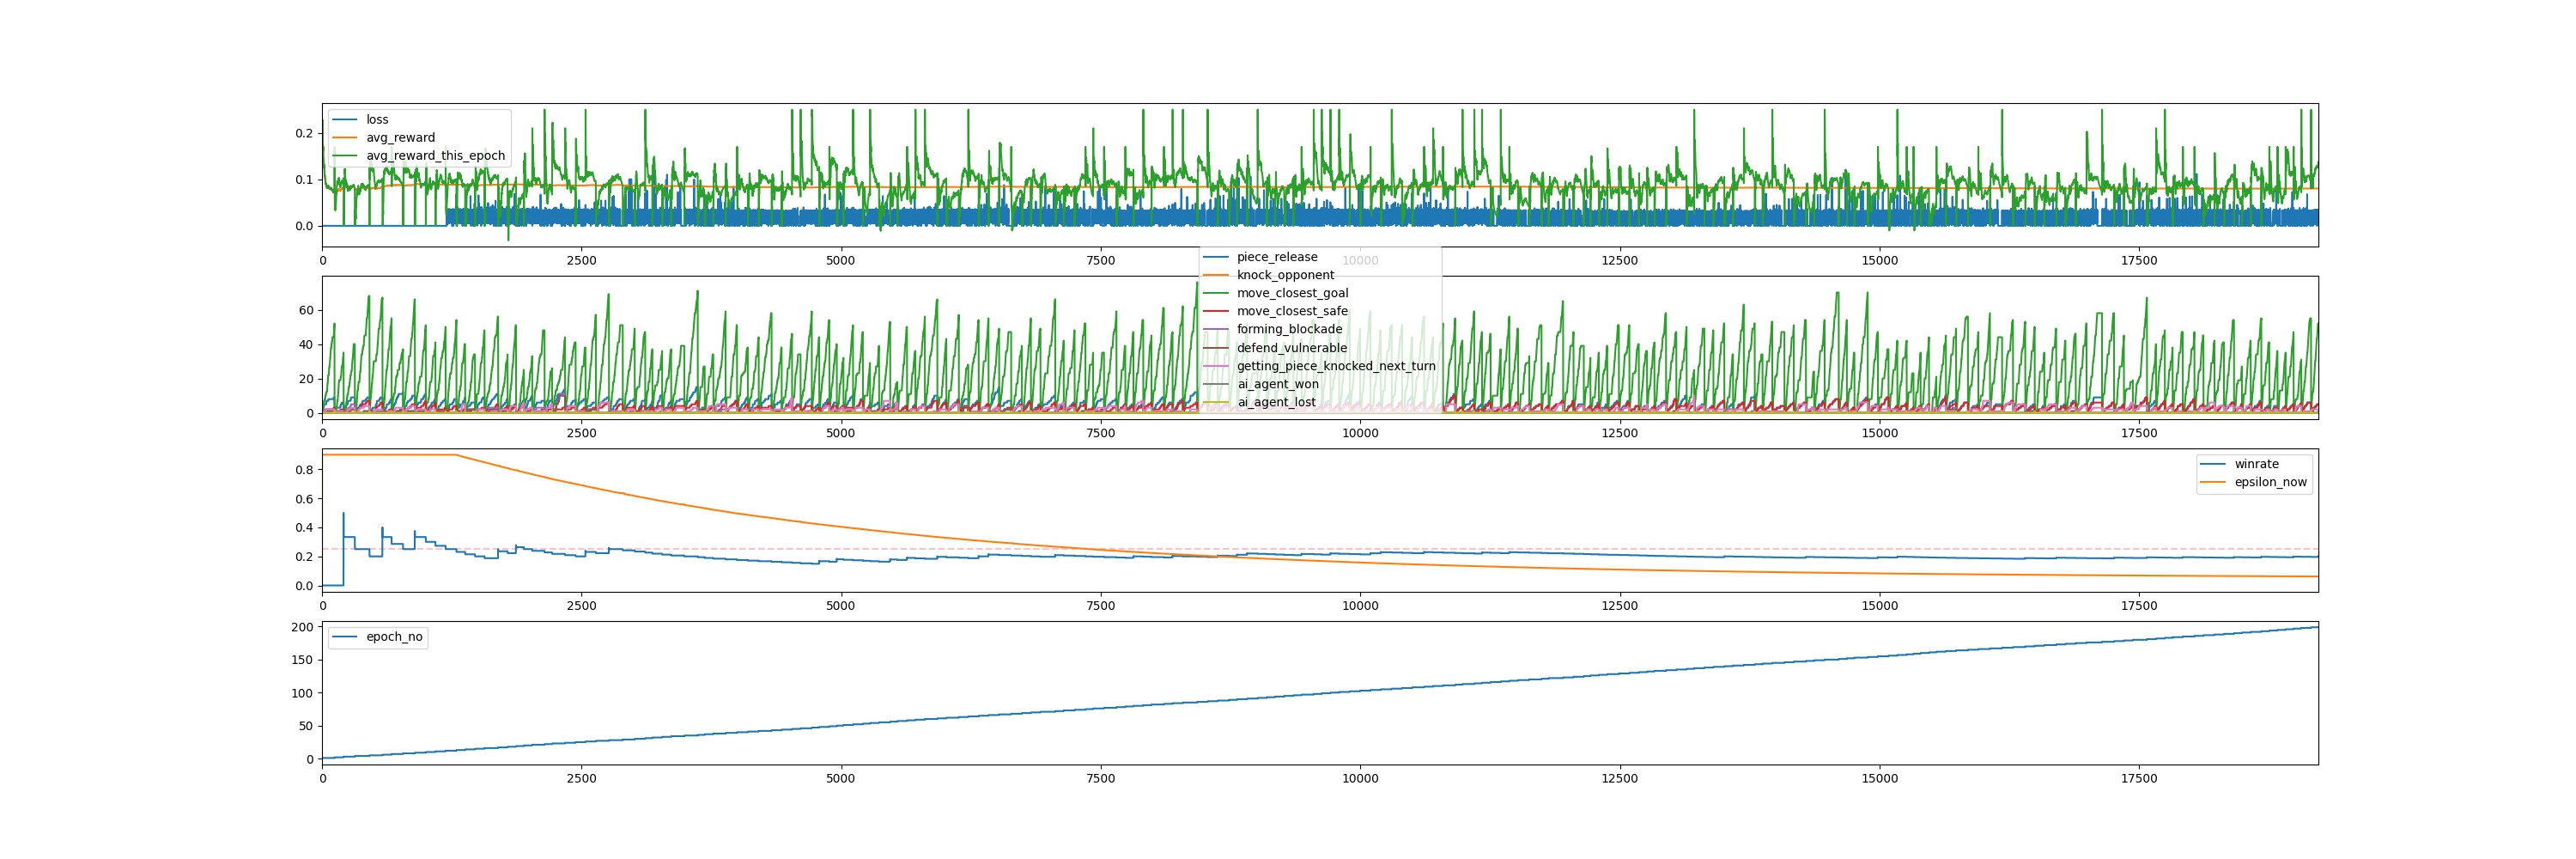 loss
avg_reward
avg_reward_this_epoch
0.2
0.1
0.0
0 2500 5000 7500 10000 12500 15000 17500
piece_release
knock_opponent
move_closest_goal
move_closest_safe
forming_blockade
defend_vulnerable
getting_piece_knocked_next_turn
ai_agent_won
ai_agent_lost
60
40
20
0
0 2500 5000 7500 10000 12500 15000 17500
winrate
epsilon_now
0.8
0.6
0.4
0.2
0.0
0 2500 5000 7500 10000 12500 15000 17500
epoch_no
200
150
100
50
0
0 2500 5000 7500 10000 12500 15000 17500